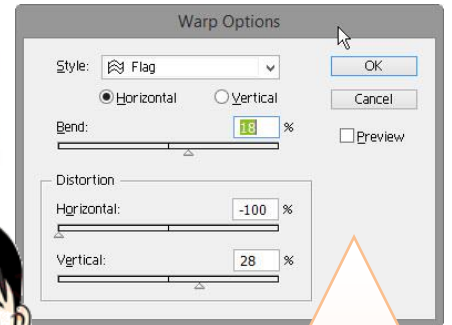 Warp Options
Style: Flag
OK
Horizontal Vertical
Cancel
Bend: 18 %
Preview
Distortion
Horizontal: -100 %
Vertical: 28 %